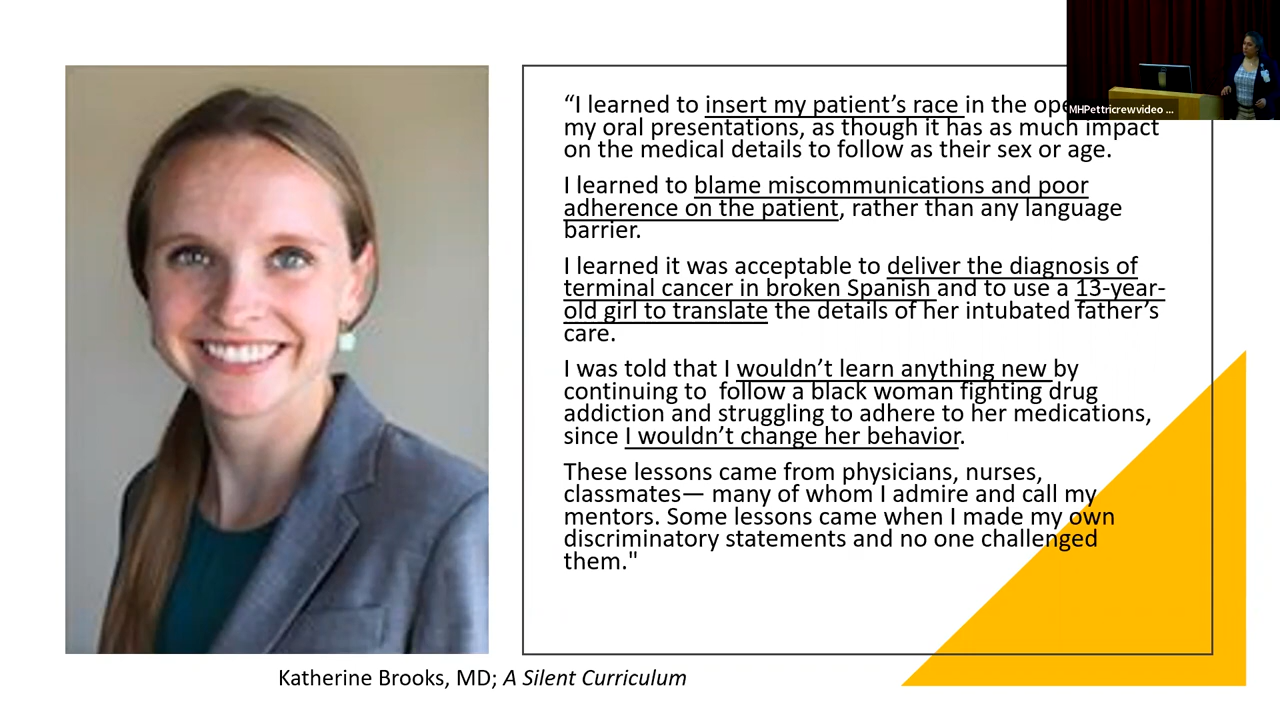 “I learned to insert my patient’s race in the ope
my oral presentations, as though it has as much impact
on the medical details to follow as their sex or age.
I learned to blame miscommunications and poor
adherence on the patient, rather than any language
barrier.
I learned it was acceptable to deliver the diagnosis of
terminal cancer in broken Spanish and to use a 13-year-
old girl to translate the details of her intubated father’s
care.
I was told that I wouldn’t learn anything new by
continuing to follow a black woman fighting drug
addiction and struggling to adhere to her medications,
since I wouldn’t change her behavior.
These lessons came from physicians, nurses,
classmates— many of whom I admire and call my
mentors. Some lessons came when I made my own
discriminatory statements and no one challenged
them."
MHPettricrewvideo ...
Katherine Brooks, MD; A Silent Curriculum